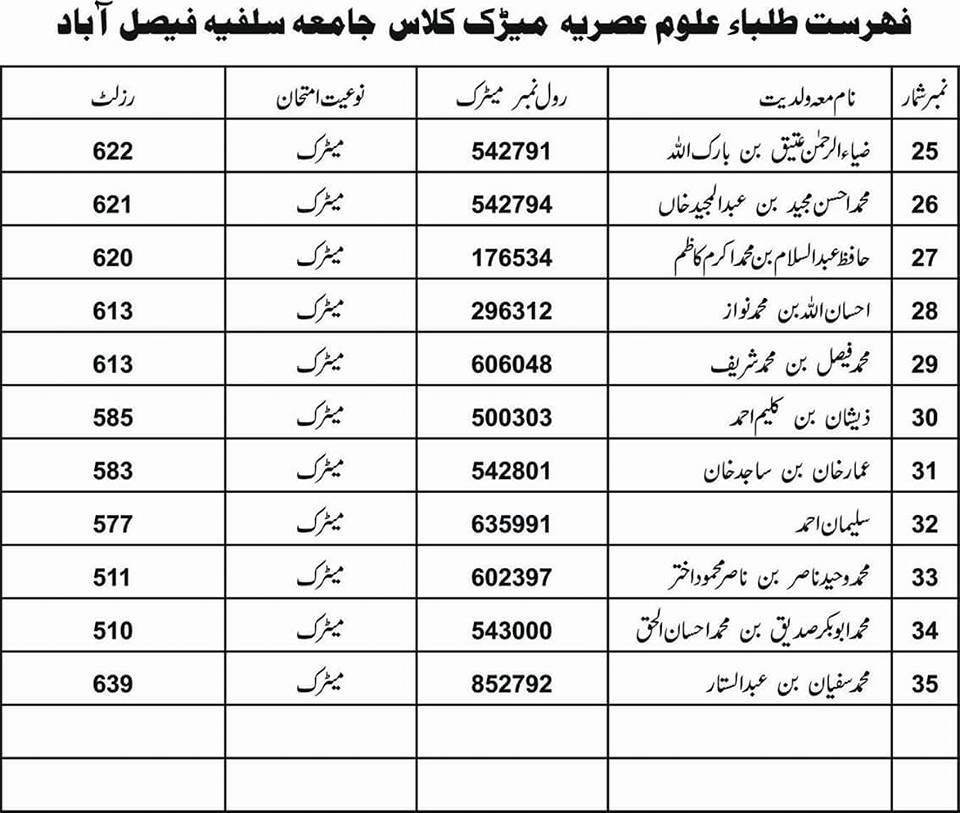 فهرست طلباء علوم عصریه میٹرک کلاس جامعه سلفیه فیصل آباد
نمبر شمار نام معہ ولدیت رول نمبر میٹرک نوعیت امتحان رزلٹ
25 ضیاء الرحمٰن عتیق بن بارک اللہ 542791 میٹرک 622
26 محمد احسن مجید بن عبدالمجید خاں 542794 میٹرک 621
27 حافظ عبدالسلام بن محمد اکرم کاظم 176534 میٹرک 620
28 احسان اللہ بن محمد نواز 296312 میٹرک 613
29 محمد فیصل بن محمد شریف 606048 میٹرک 613
30 ذیشان بن کلیم احمد 500303 میٹرک 585
31 عمار خان بن ساجد خان 542801 میٹرک 583
32 سلیمان احمد 635991 میٹرک 577
33 محمد وحید ناصر بن ناصر محمود اختر 602397 میٹرک 511
34 محمد ابوبکر صدیق بن محمد احسان الحق 543000 میٹرک 510
35 محمد سفیان بن عبدالستار 852792 میٹرک 639